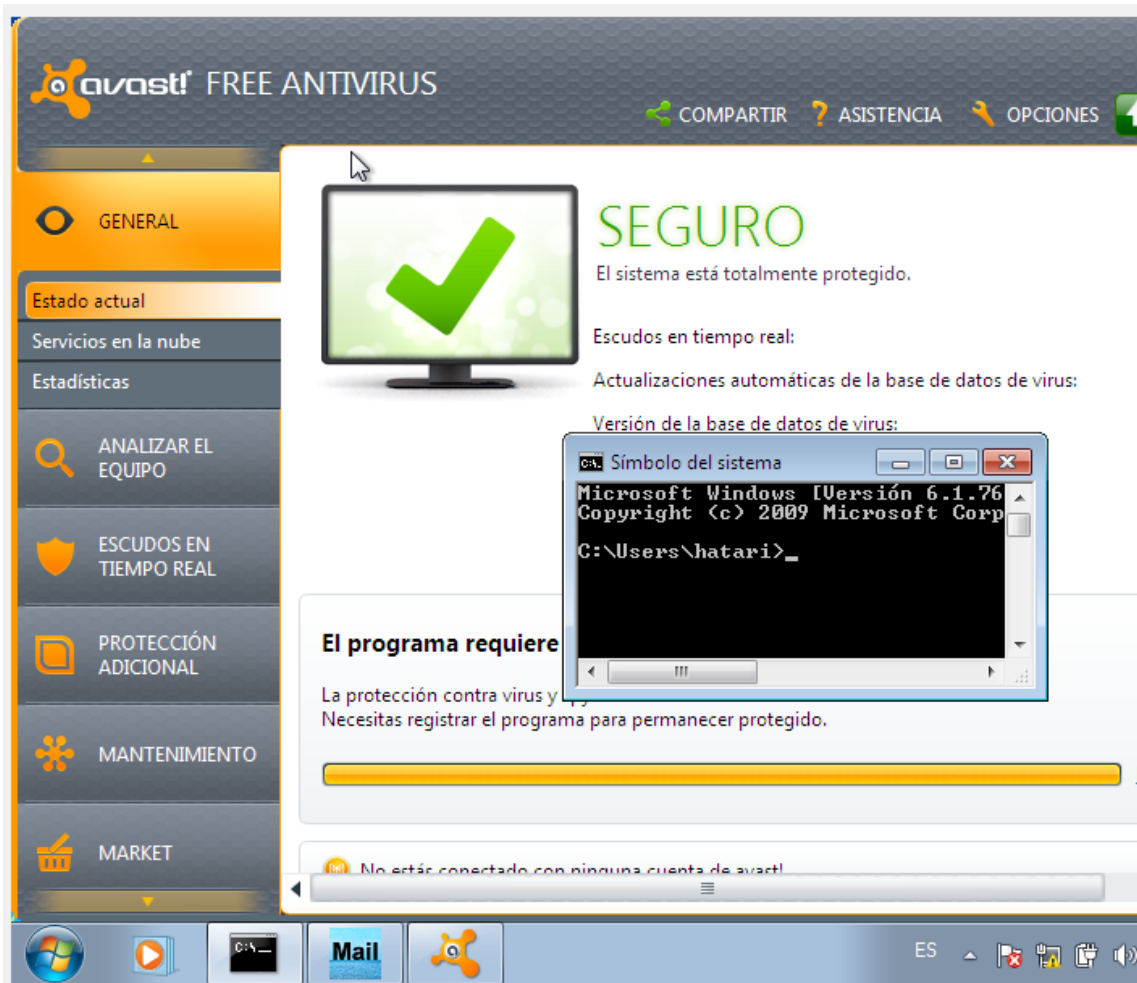 avast! FREE ANTIVIRUS
COMPARTIR ? ASISTENCIA OPCIONES
GENERAL
Estado actual
Servicios en la nube
Estadísticas
ANALIZAR EL
EQUIPO
ESCUDOS EN
TIEMPO REAL
PROTECCIÓN
ADICIONAL
MANTENIMIENTO
MARKET
SEGURO
El sistema está totalmente protegido.
Escudos en tiempo real:
Actualizaciones automáticas de la base de datos de virus:
Versión de la base de datos de virus:
C:\. Símbolo del sistema
Microsoft Windows [Versión 6.1.76
Copyright (c) 2009 Microsoft Corp
C:\Users\hatari>_
El programa requiere
La protección contra virus y
Necesitas registrar el programa para permanecer protegido.
No estás conectado con ninguna cuenta de avast!
C:\_
Mail
ES